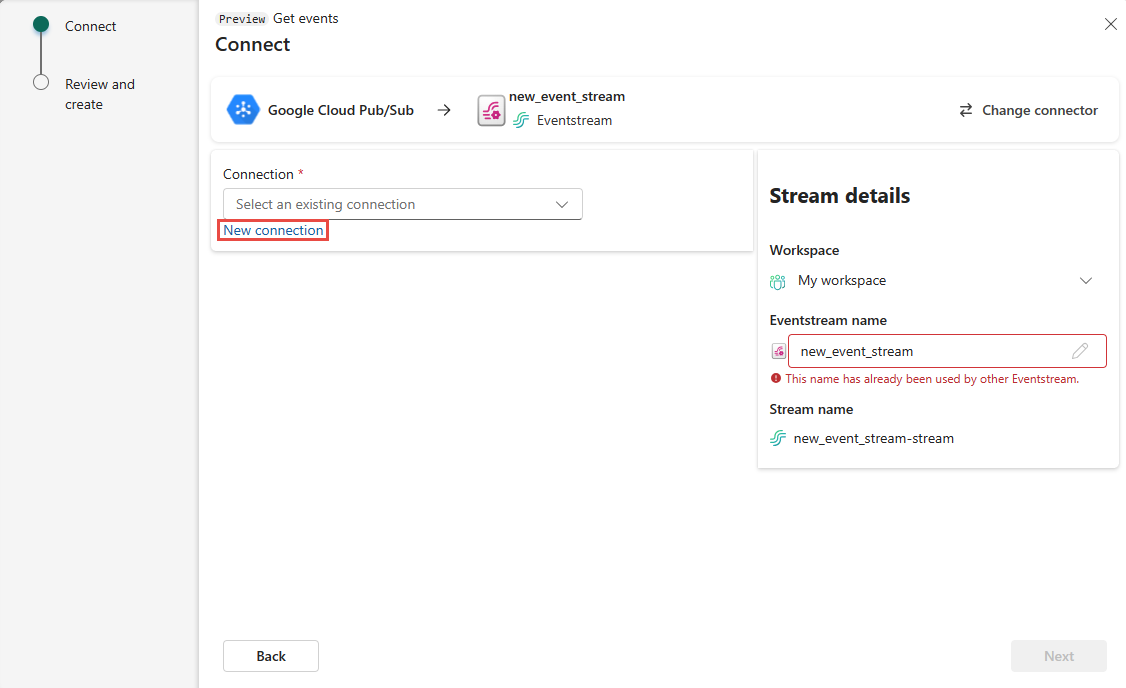 Connect
Review and
create
Preview Get events
Connect
Google Cloud Pub/Sub
new_event_stream
Eventstream
Change connector
Connection *
Select an existing connection
New connection
Stream details
Workspace
My workspace
Eventstream name
new_event_stream
This name has already been used by other Eventstream.
Stream name
new_event_stream-stream
Back
Next